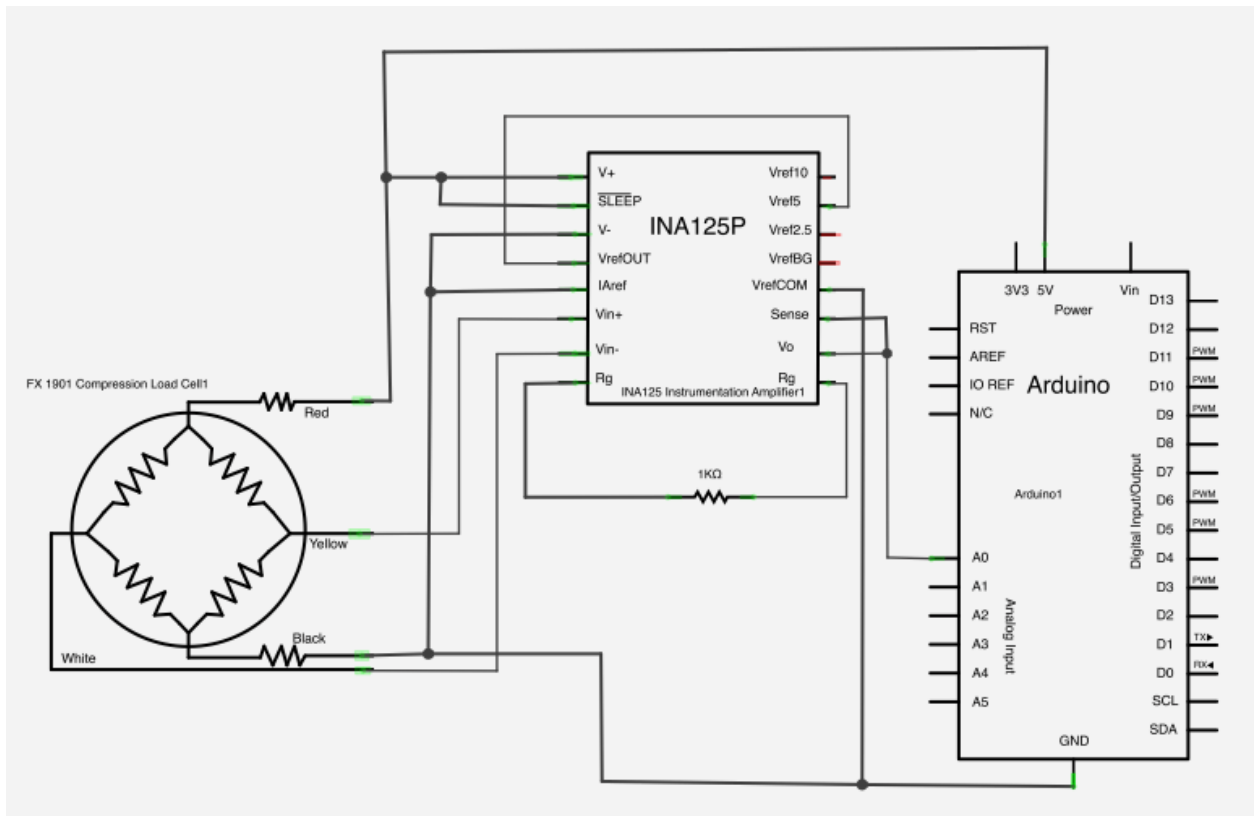 V+
SLEEP
V-
VrefOUT
IAref
Vin+
Vin-
Rg
INA125P
Vref10
Vref5
Vref2.5
VrefBG
VrefCOM
Sense
Vo
Rg
INA125 Instrumentation Amplifier1
1KΩ
FX 1901 Compression Load Cell1
Red
Yellow
Black
White
3V3 5V Vin
Power
RST
AREF
IO REF
N/C
Arduino
Arduino1
A0
A1
A2
A3
A4
A5
Analog Input
Digital Input/Output
D13
D12
D11 PWM
D10 PWM
D9 PWM
D8
D7
D6 PWM
D5 PWM
D4
D3 PWM
D2
D1 TX▶
D0 RX◀
SCL
SDA
GND